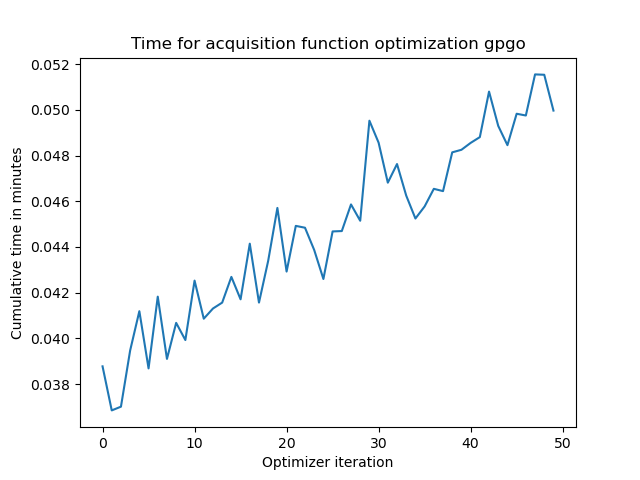 Time for acquisition function optimization gpgo
0.052
0.050
0.048
0.046
0.044
0.042
0.040
0.038
Cumulative time in minutes
0 10 20 30 40 50
Optimizer iteration